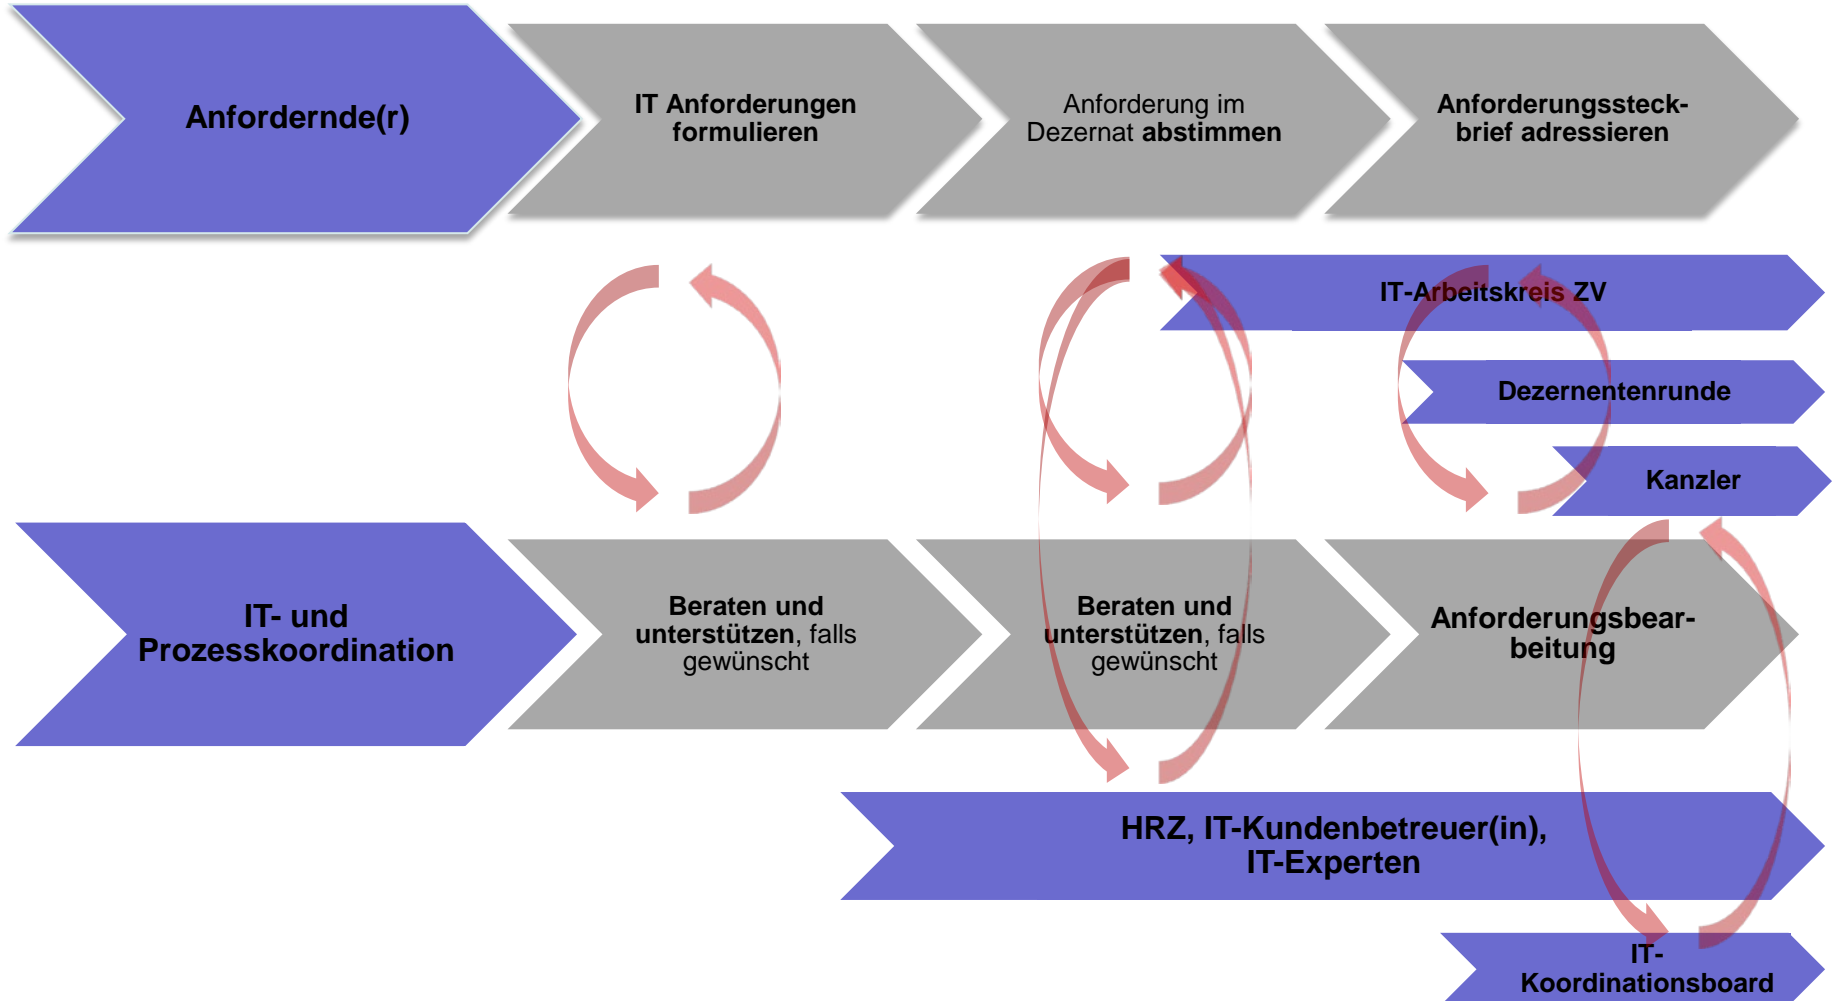 Anfordernde(r)
IT Anforderungen
formulieren
Anforderung im
Dezernat abstimmen
Anforderungssteck-
brief adressieren
IT-Arbeitskreis ZV
Dezernentenrunde
Kanzler
IT- und
Prozesskoordination
Beraten und
unterstützen, falls
gewünscht
Beraten und
unterstützen, falls
gewünscht
Anforderungsbear-
beitung
HRZ, IT-Kundenbetreuer(in),
IT-Experten
IT-
Koordinationsboard